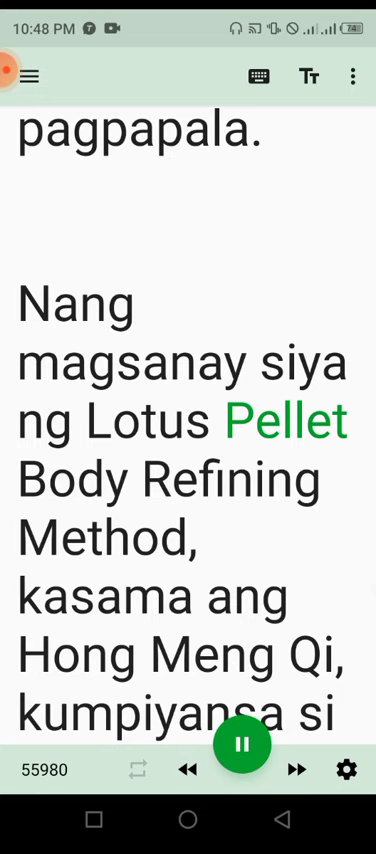 10:48 PM
74
pagpapala.
Nang
magsanay siya
ng Lotus Pellet
Body Refining
Method,
kasama ang
Hong Meng Qi,
kumpiyansa si
55980